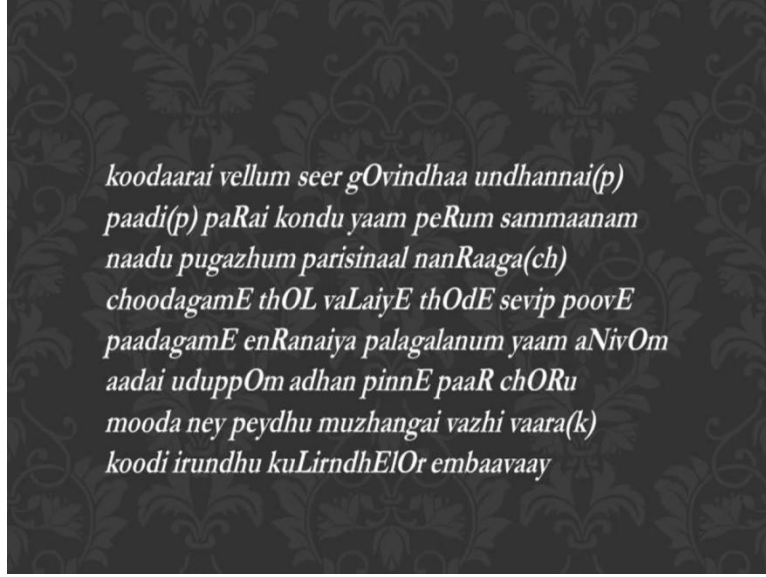 koodaarai vellum seer gOvindhaa undhannai(p)
paadi(p) paRai kondu yaam peRum sammaanam
naadu pugazhum parisinaal nanRaaga(ch)
choodagamE thOL vaLaiyE thOdE sevip poovE
paadagamE enRanaiya palagalanum yaam aNivOm
aadai uduppOm adhan pinnE paaR chORu
mooda ney peydhu muzhangai vazhi vaara(k)
koodi irundhu kuLirndhElOr embaavaay